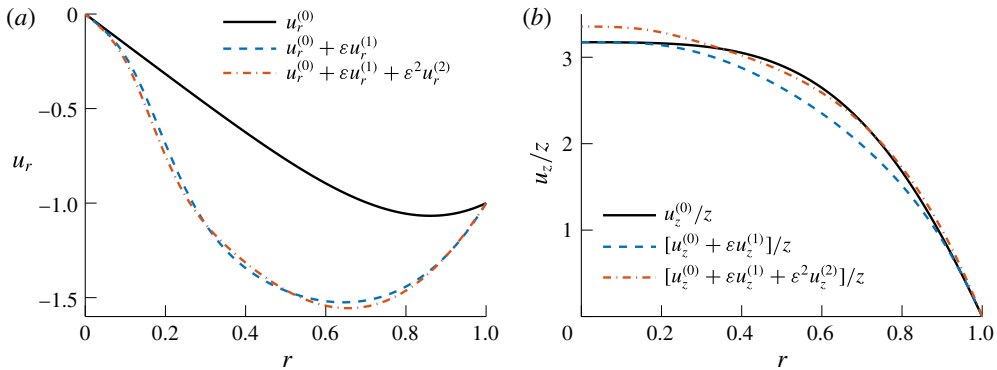 (a)
u_r^{(0)}
u_r^{(0)} + εu_r^{(1)}
u_r^{(0)} + εu_r^{(1)} + ε^2u_r^{(2)}
0
−0.5
−1.0
−1.5
u_r
0 0.2 0.4 0.6 0.8 1.0
r
(b)
3
2
1
u_z/z
u_z^{(0)}/z
[u_z^{(0)} + εu_z^{(1)}]/z
[u_z^{(0)} + εu_z^{(1)} + ε^2u_z^{(2)}]/z
0 0.2 0.4 0.6 0.8 1.0
r